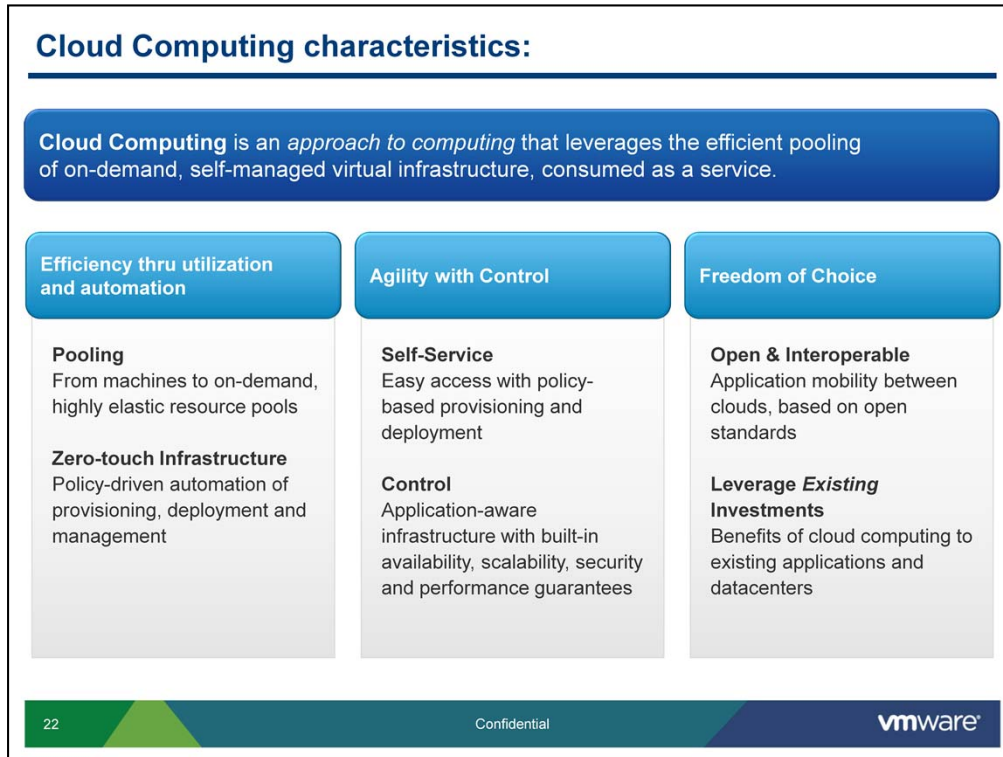 Cloud Computing characteristics:
Cloud Computing is an approach to computing that leverages the efficient pooling
of on-demand, self-managed virtual infrastructure, consumed as a service.
Efficiency thru utilization
and automation
Pooling
From machines to on-demand,
highly elastic resource pools
Zero-touch Infrastructure
Policy-driven automation of
provisioning, deployment and
management
Agility with Control
Self-Service
Easy access with policy-
based provisioning and
deployment
Control
Application-aware
infrastructure with built-in
availability, scalability, security
and performance guarantees
Freedom of Choice
Open & Interoperable
Application mobility between
clouds, based on open
standards
Leverage Existing
Investments
Benefits of cloud computing to
existing applications and
datacenters
22
Confidential
vmware®